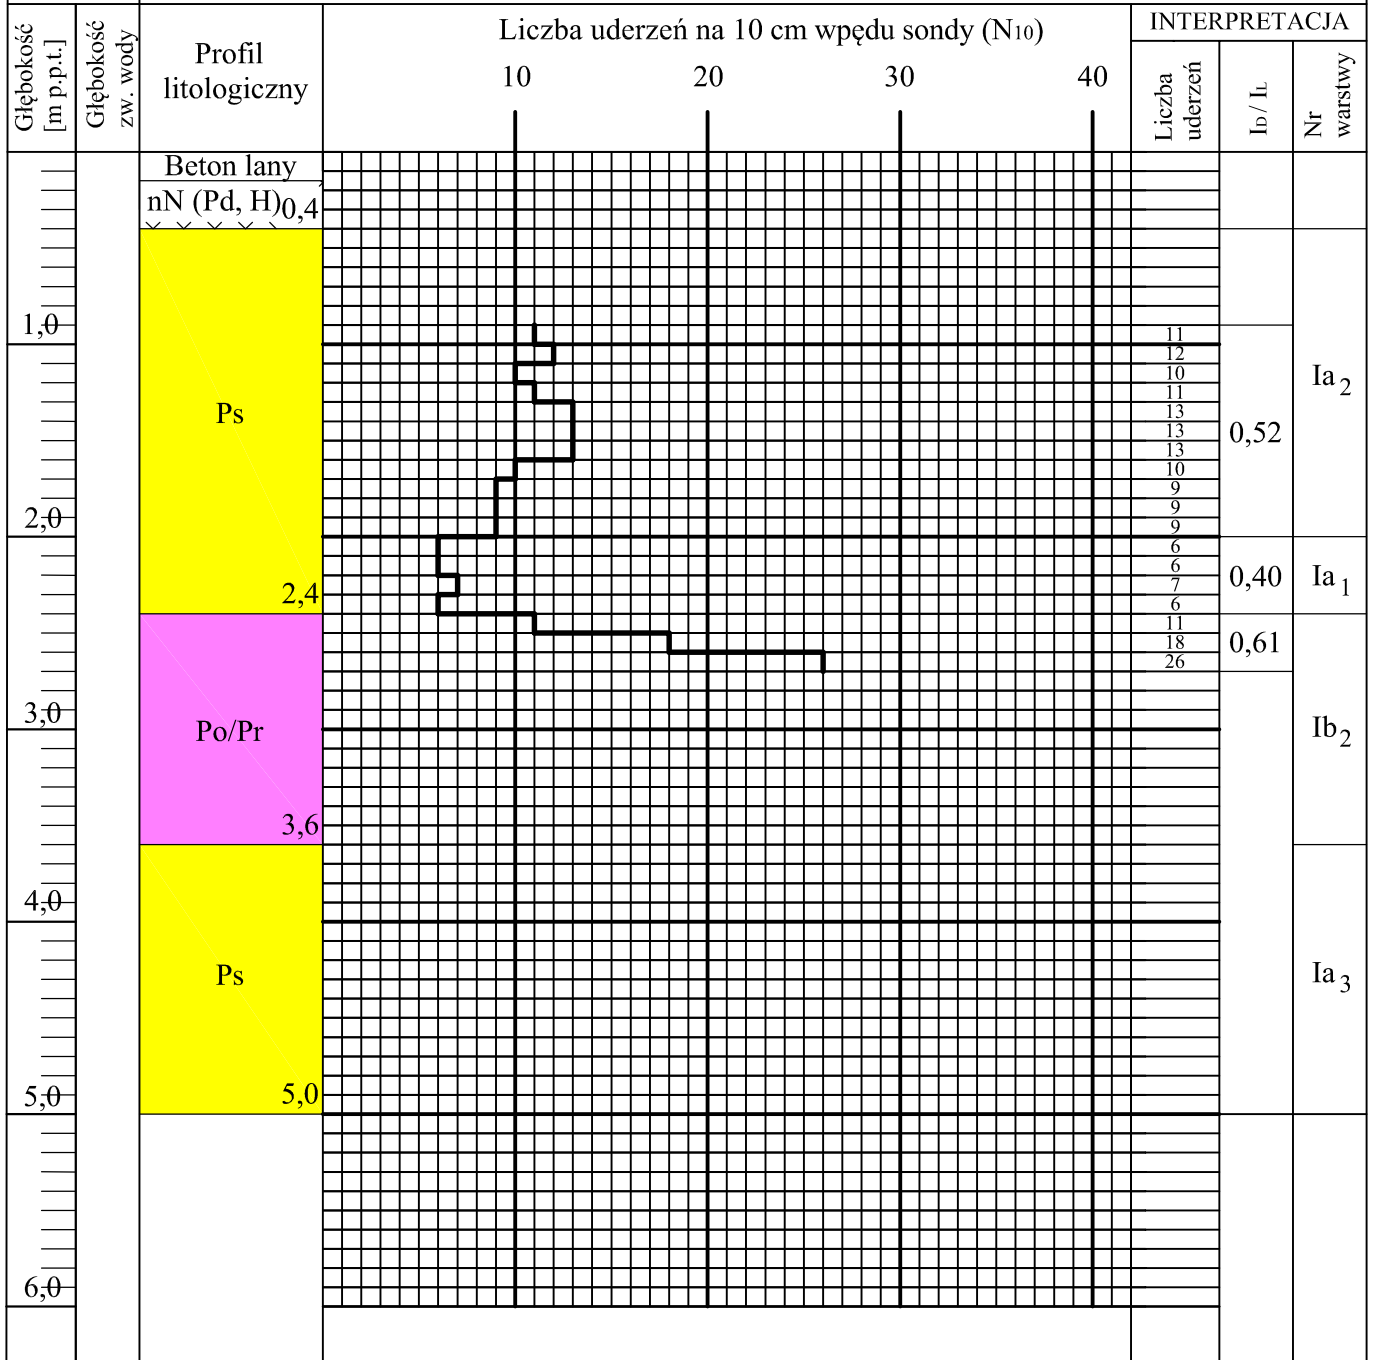 Głębokość
[m p.p.t.]
Głębokość
zw. wody
Profil
litologiczny
Liczba uderzeń na 10 cm wpędu sondy (N10)
10 20 30 40
INTERPRETACJA
Liczba
uderzeń
ID / IL
Nr
warstwy
Beton lany
nN (Pd, H) 0,4
1,0
2,0
3,0
4,0
5,0
6,0
Ps
2,4
Po/Pr
3,6
Ps
5,0
11
12
10
11
13
13
13
10
9
9
9
6
6
7
6
11
18
26
0,52
0,40
0,61
Ia 2
Ia 1
Ib 2
Ia 3